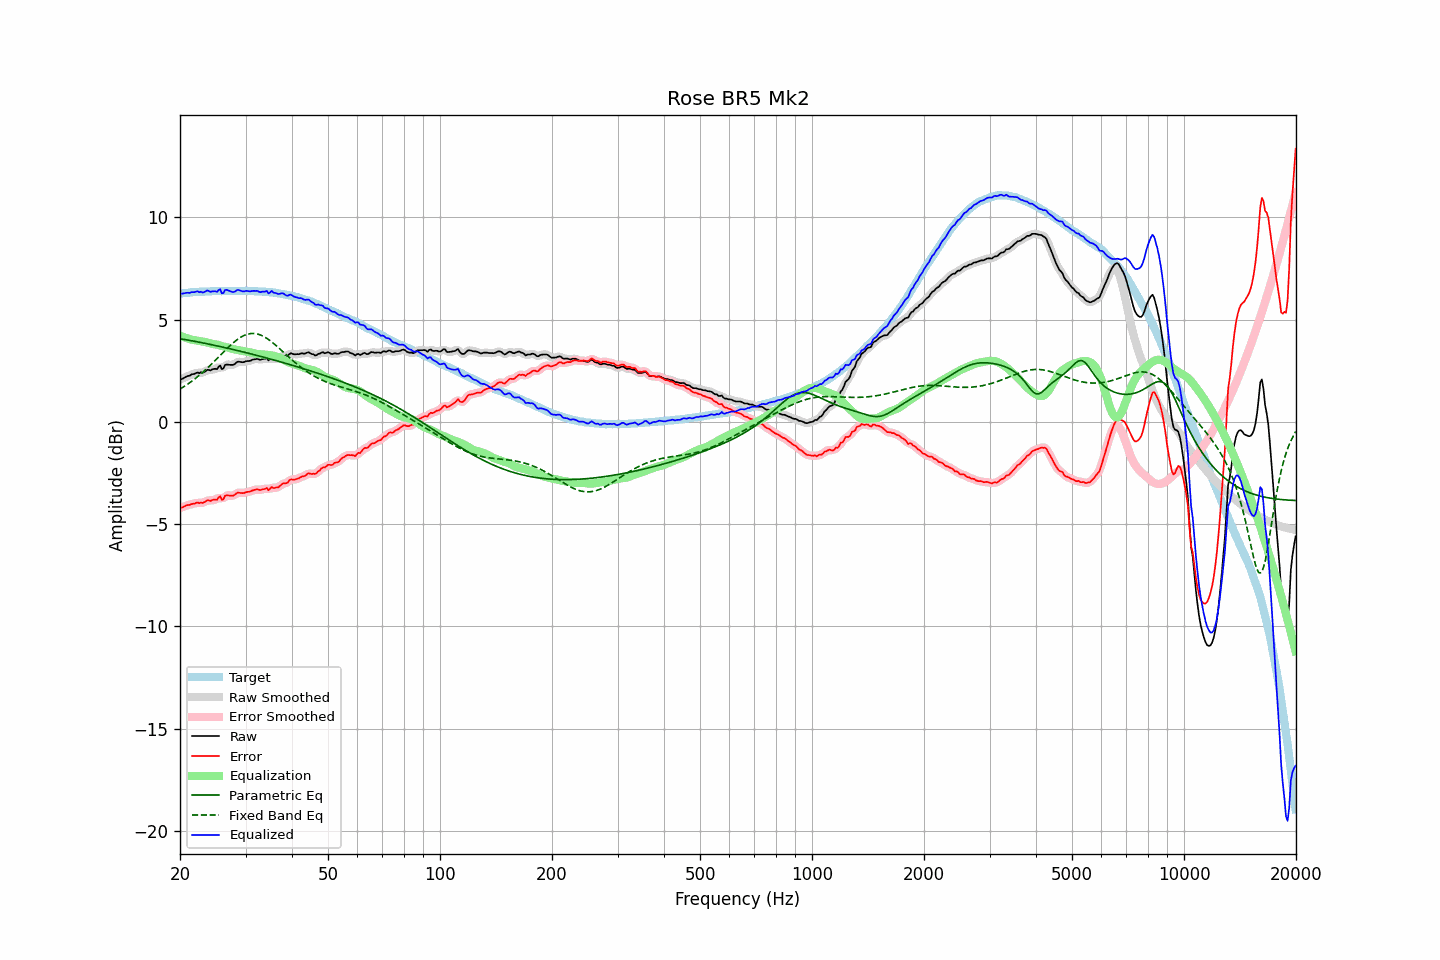 Rose BR5 Mk2
Amplitude (dBr)
10
5
0
−5
−10
−15
−20
Target
Raw Smoothed
Error Smoothed
Raw
Error
Equalization
Parametric Eq
Fixed Band Eq
Equalized
20 50 100 200 500 1000 2000 5000 10000 20000
Frequency (Hz)